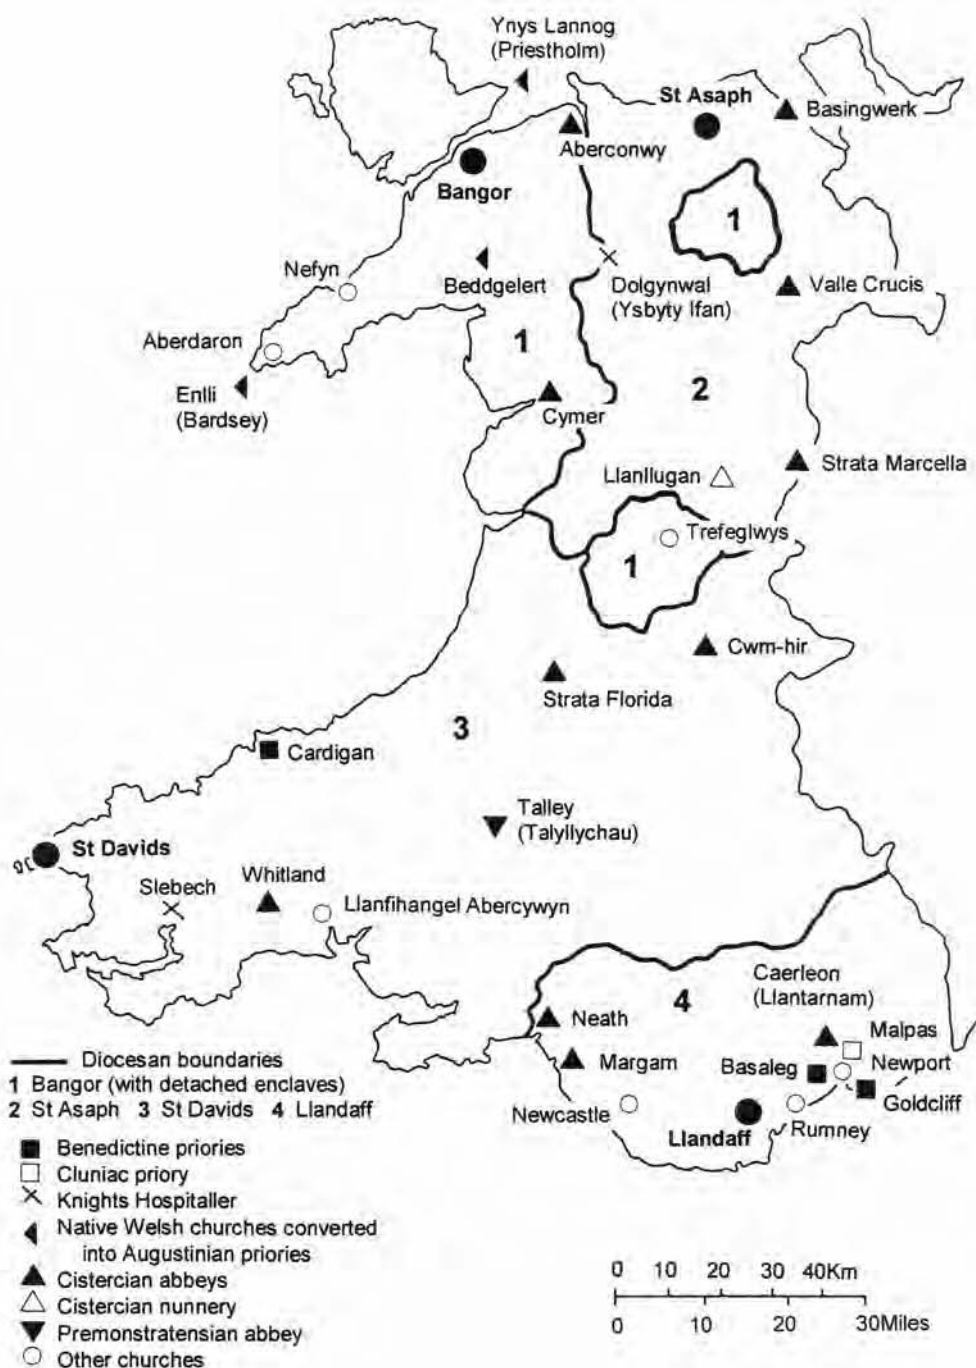 Ynys Lannog
(Priestholm)
St Asaph
Basingwerk
Aberconwy
Bangor
1
Nefyn
Beddgelert
Dolgynwal
(Ysbyty Ifan)
Valle Crucis
Aberdaron
1
2
Enlli
(Bardsey)
Cymer
Llanllugan
Strata Marcella
Trefeglwys
1
Cwm-hir
Strata Florida
3
Cardigan
Talley
(Talyllychau)
St Davids
Slebech
Whitland
Llanfihangel Abercywyn
4
Caerleon
(Llantarnam)
Neath
Malpas
Margam
Basaleg
Newport
Goldcliff
Newcastle
Llandaff
Rumney
Diocesan boundaries
1 Bangor (with detached enclaves)
2 St Asaph 3 St Davids 4 Llandaff
Benedictine priories
Cluniac priory
Knights Hospitaller
Native Welsh churches converted
into Augustinian priories
Cistercian abbeys
Cistercian nunnery
Premonstratensian abbey
Other churches
0 10 20 30 40Km
0 10 20 30Miles